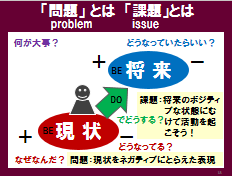 「問題」とは「課題」とは
problem issue
何が大事? どうなっていたらいい?
+ −
BE 将来
DO
課題:将来のポジティ
ブな状態にむ
けて活動を起
こそう!
でどうする?
+ −
BE 現状
どうなってる?
なぜなんだ? 問題:現状をネガティブにとらえた表現